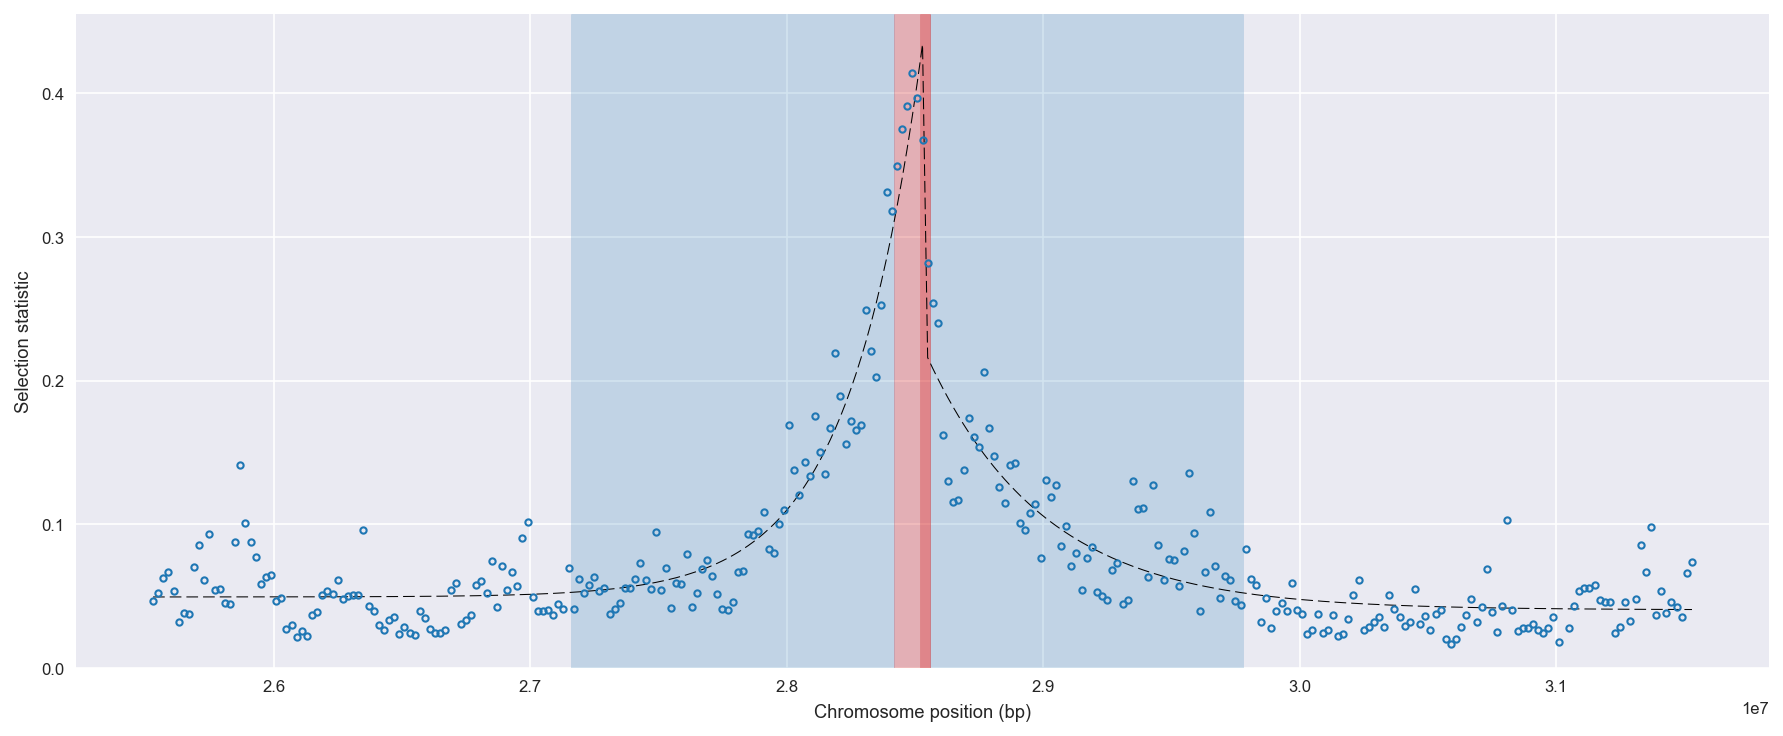 Selection statistic
0.4
0.3
0.2
0.1
0.0
2.6 2.7 2.8 2.9 3.0 3.1
1e7
Chromosome position (bp)